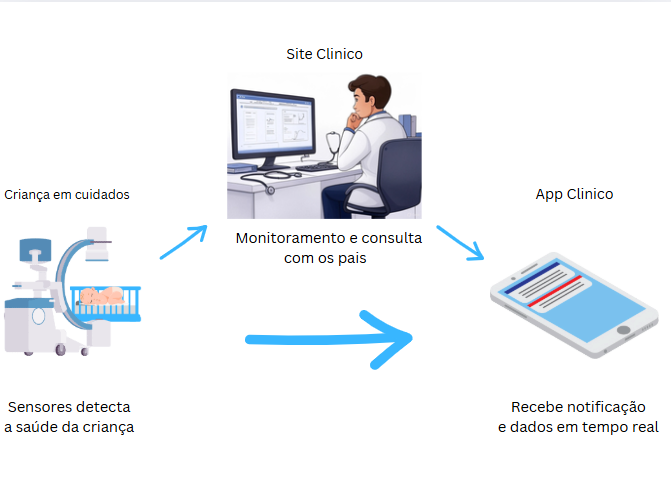 Site Clinico
Criança em cuidados
App Clinico
Monitoramento e consulta
com os pais
Sensores detecta
a saúde da criança
Recebe notificação
e dados em tempo real